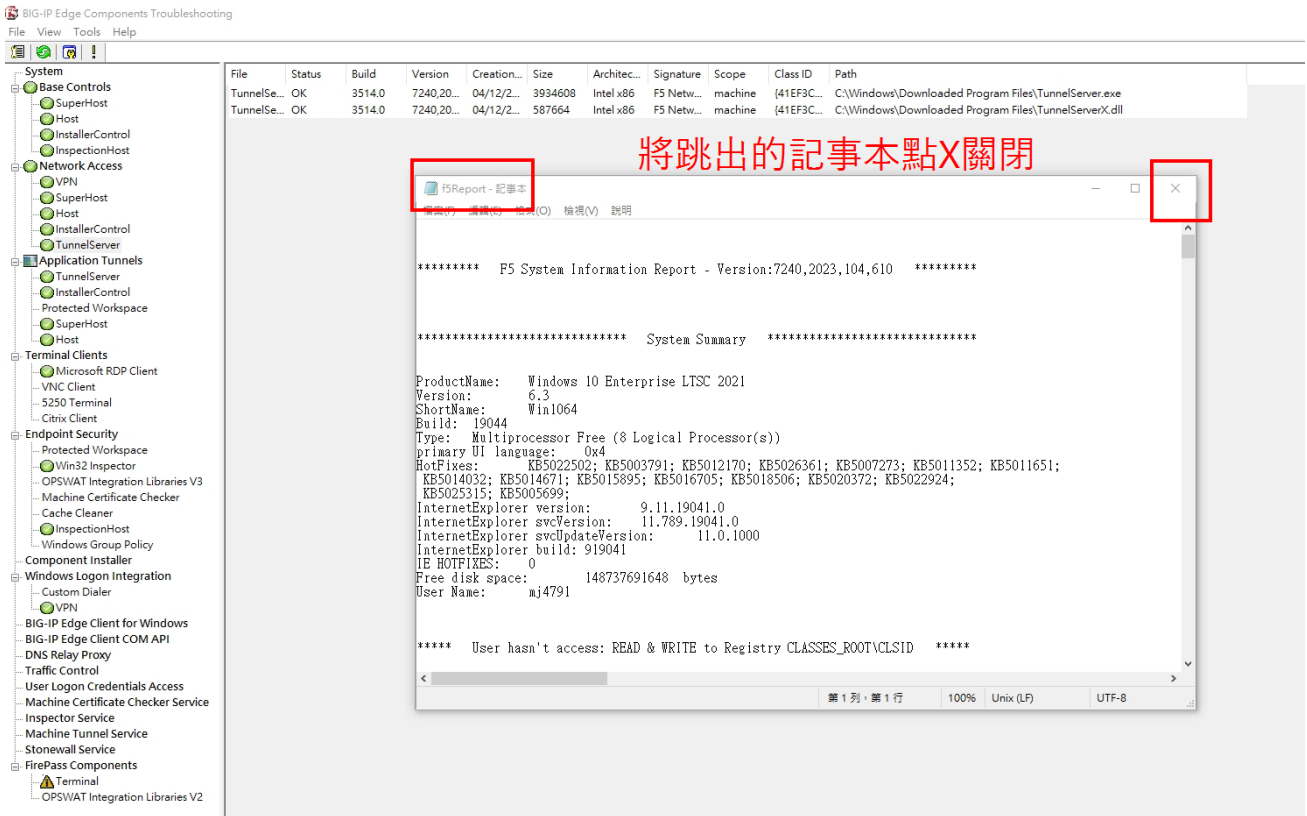 BIG-IP Edge Components Troubleshooting
File View Tools Help
System
Base Controls
SuperHost
Host
InstallerControl
InspectionHost
Network Access
VPN
SuperHost
Host
InstallerControl
TunnelServer
Application Tunnels
TunnelServer
InstallerControl
Protected Workspace
SuperHost
Host
Terminal Clients
Microsoft RDP Client
VNC Client
5250 Terminal
Citrix Client
Endpoint Security
Protected Workspace
Win32 Inspector
OPSWAT Integration Libraries V3
Machine Certificate Checker
Cache Cleaner
InspectionHost
Windows Group Policy
Component Installer
Windows Logon Integration
Custom Dialer
VPN
BIG-IP Edge Client for Windows
BIG-IP Edge Client COM API
DNS Relay Proxy
Traffic Control
User Logon Credentials Access
Machine Certificate Checker Service
Inspector Service
Machine Tunnel Service
Stonewall Service
FirePass Components
Terminal
OPSWAT Integration Libraries V2
File Status Build Version Creation... Size Architec... Signature Scope Class ID Path
TunnelSe... OK 3514.0 7240,20... 04/12/2... 3934608 Intel x86 F5 Netw... machine {41EF3C... C:\Windows\Downloaded Program Files\TunnelServer.exe
TunnelSe... OK 3514.0 7240,20... 04/12/2... 587664 Intel x86 F5 Netw... machine {41EF3C... C:\Windows\Downloaded Program Files\TunnelServerX.dll
將跳出的記事本點X關閉
f5Report - 記事本
檔案(F) 編輯(E) 格式(O) 檢視(V) 說明
********* F5 System Information Report - Version:7240,2023,104,610 *********
****************************** System Summary ******************************
ProductName: Windows 10 Enterprise LTSC 2021
Version: 6.3
ShortName: Win1064
Build: 19044
Type: Multiprocessor Free (8 Logical Processor(s))
primary UI language: 0x4
HotFixes: KB5022502; KB5003791; KB5012170; KB5026361; KB5007273; KB5011352; KB5011651;
KB5014032; KB5014671; KB5015895; KB5016705; KB5018506; KB5020372; KB5022924;
KB5025315; KB5005699;
InternetExplorer version: 9.11.19041.0
InternetExplorer svcVersion: 11.789.19041.0
InternetExplorer svcUpdateVersion: 11.0.1000
InternetExplorer build: 919041
IE HOTFIXES: 0
Free disk space: 148737691648 bytes
User Name: mj4791
***** User hasn't access: READ & WRITE to Registry CLASSES_ROOT\CLSID *****
第 1 列，第 1 行 100% Unix (LF) UTF-8